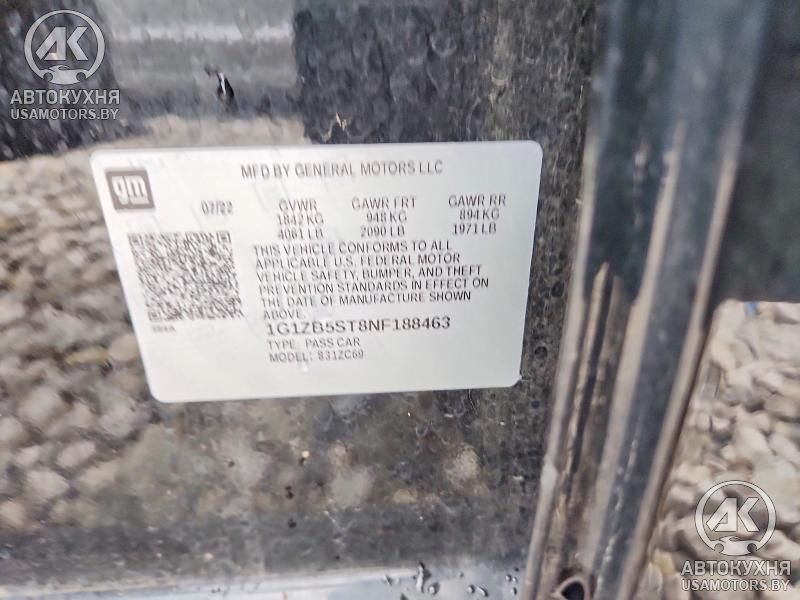 AK
АВТОКУХНЯ
USAMOTORS.BY
MFD BY GENERAL MOTORS LLC
gm
07/22 GVWR GAWR FRT GAWR RR
1842 KG 948 KG 894 KG
4061 LB 2090 LB 1971 LB
THIS VEHICLE CONFORMS TO ALL
APPLICABLE U.S. FEDERAL MOTOR
VEHICLE SAFETY, BUMPER, AND THEFT
PREVENTION STANDARDS IN EFFECT ON
THE DATE OF MANUFACTURE SHOWN
ABOVE.
1G1ZB5ST8NF188463
TYPE: PASS CAR
MODEL: 831ZC69
AK
АВТОКУХНЯ
USAMOTORS.BY